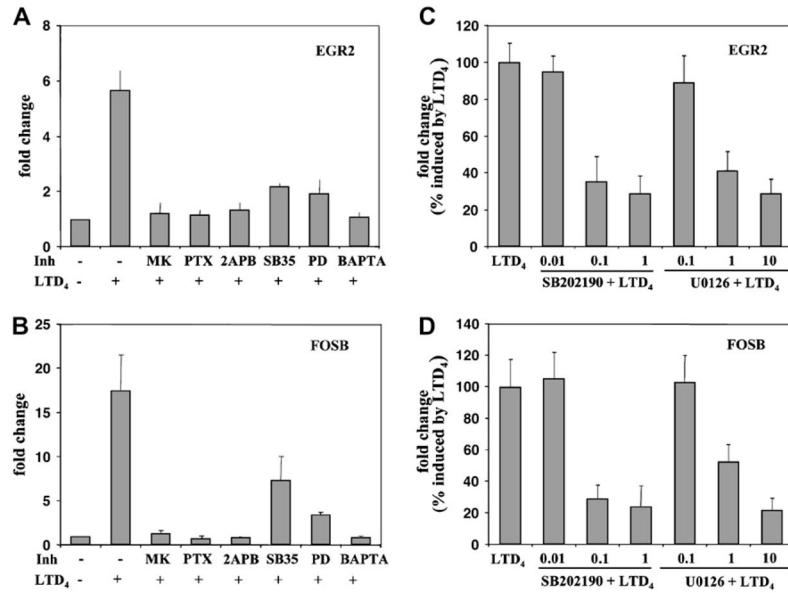 A
EGR2
fold change
8
6
4
2
0
Inh - - MK PTX 2APB SB35 PD BAPTA
LTD4 - + + + + + + +
B
FOSB
fold change
25
20
15
10
5
0
Inh - - MK PTX 2APB SB35 PD BAPTA
LTD4 - + + + + + + +
C
EGR2
fold change
(% induced by LTD4)
120
100
80
60
40
20
0
LTD4 0.01 0.1 1 0.1 1 10
SB202190 + LTD4 U0126 + LTD4
D
FOSB
fold change
(% induced by LTD4)
140
120
100
80
60
40
20
0
LTD4 0.01 0.1 1 0.1 1 10
SB202190 + LTD4 U0126 + LTD4